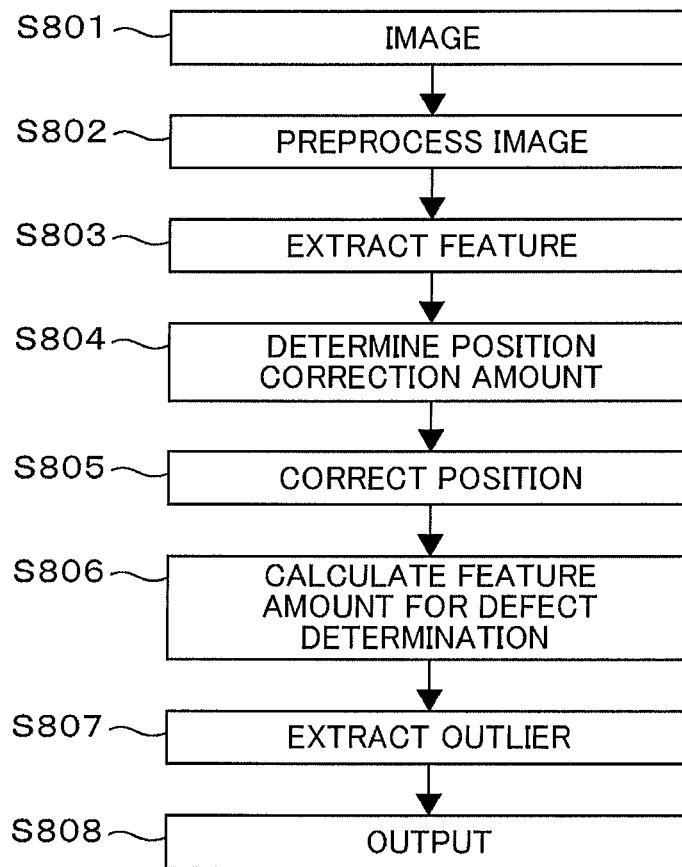 S801
IMAGE
S802
PREPROCESS IMAGE
S803
EXTRACT FEATURE
S804
DETERMINE POSITION
CORRECTION AMOUNT
S805
CORRECT POSITION
S806
CALCULATE FEATURE
AMOUNT FOR DEFECT
DETERMINATION
S807
EXTRACT OUTLIER
S808
OUTPUT